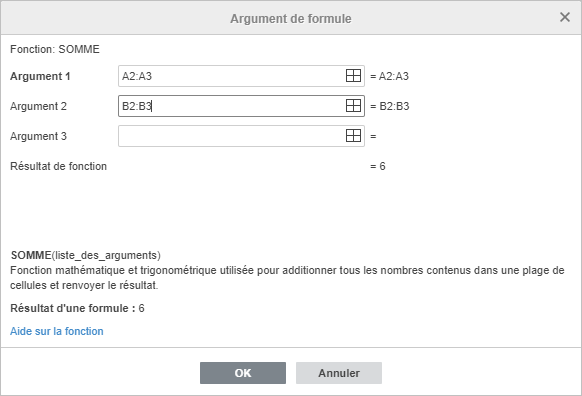 Argument de formule
Fonction: SOMME
Argument 1 A2:A3 = A2:A3
Argument 2 B2:B3 = B2:B3
Argument 3 =
Résultat de fonction = 6
SOMME(liste_des_arguments)
Fonction mathématique et trigonométrique utilisée pour additionner tous les nombres contenus dans une plage de
cellules et renvoyer le résultat.
Résultat d'une formule : 6
Aide sur la fonction
OK Annuler